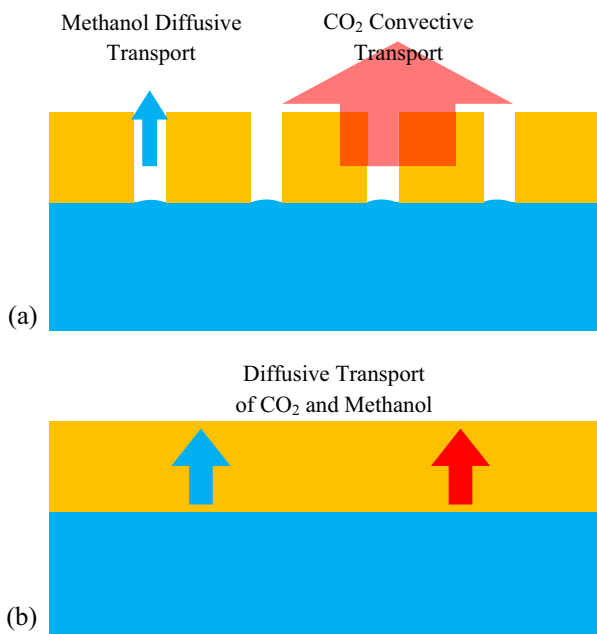 Methanol Diffusive
Transport
CO₂ Convective
Transport
(a)
Diffusive Transport
of CO₂ and Methanol
(b)